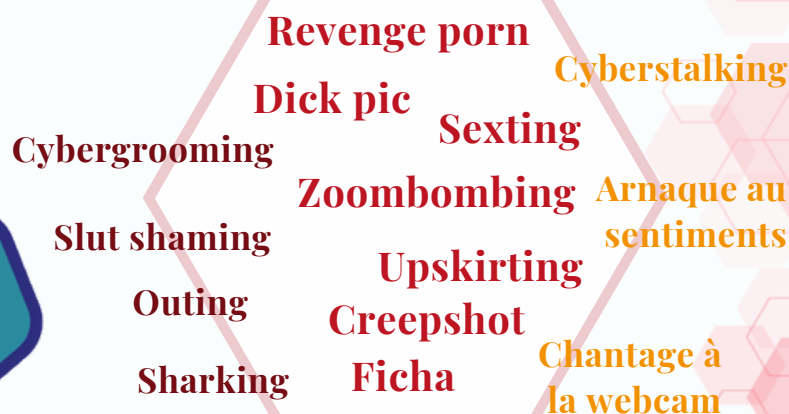 Revenge porn
Cyberstalking
Dick pic
Sexting
Cybergrooming
Zoombombing
Arnaque au
sentiments
Slut shaming
Upskirting
Outing
Creepshot
Chantage à
la webcam
Sharking
Ficha